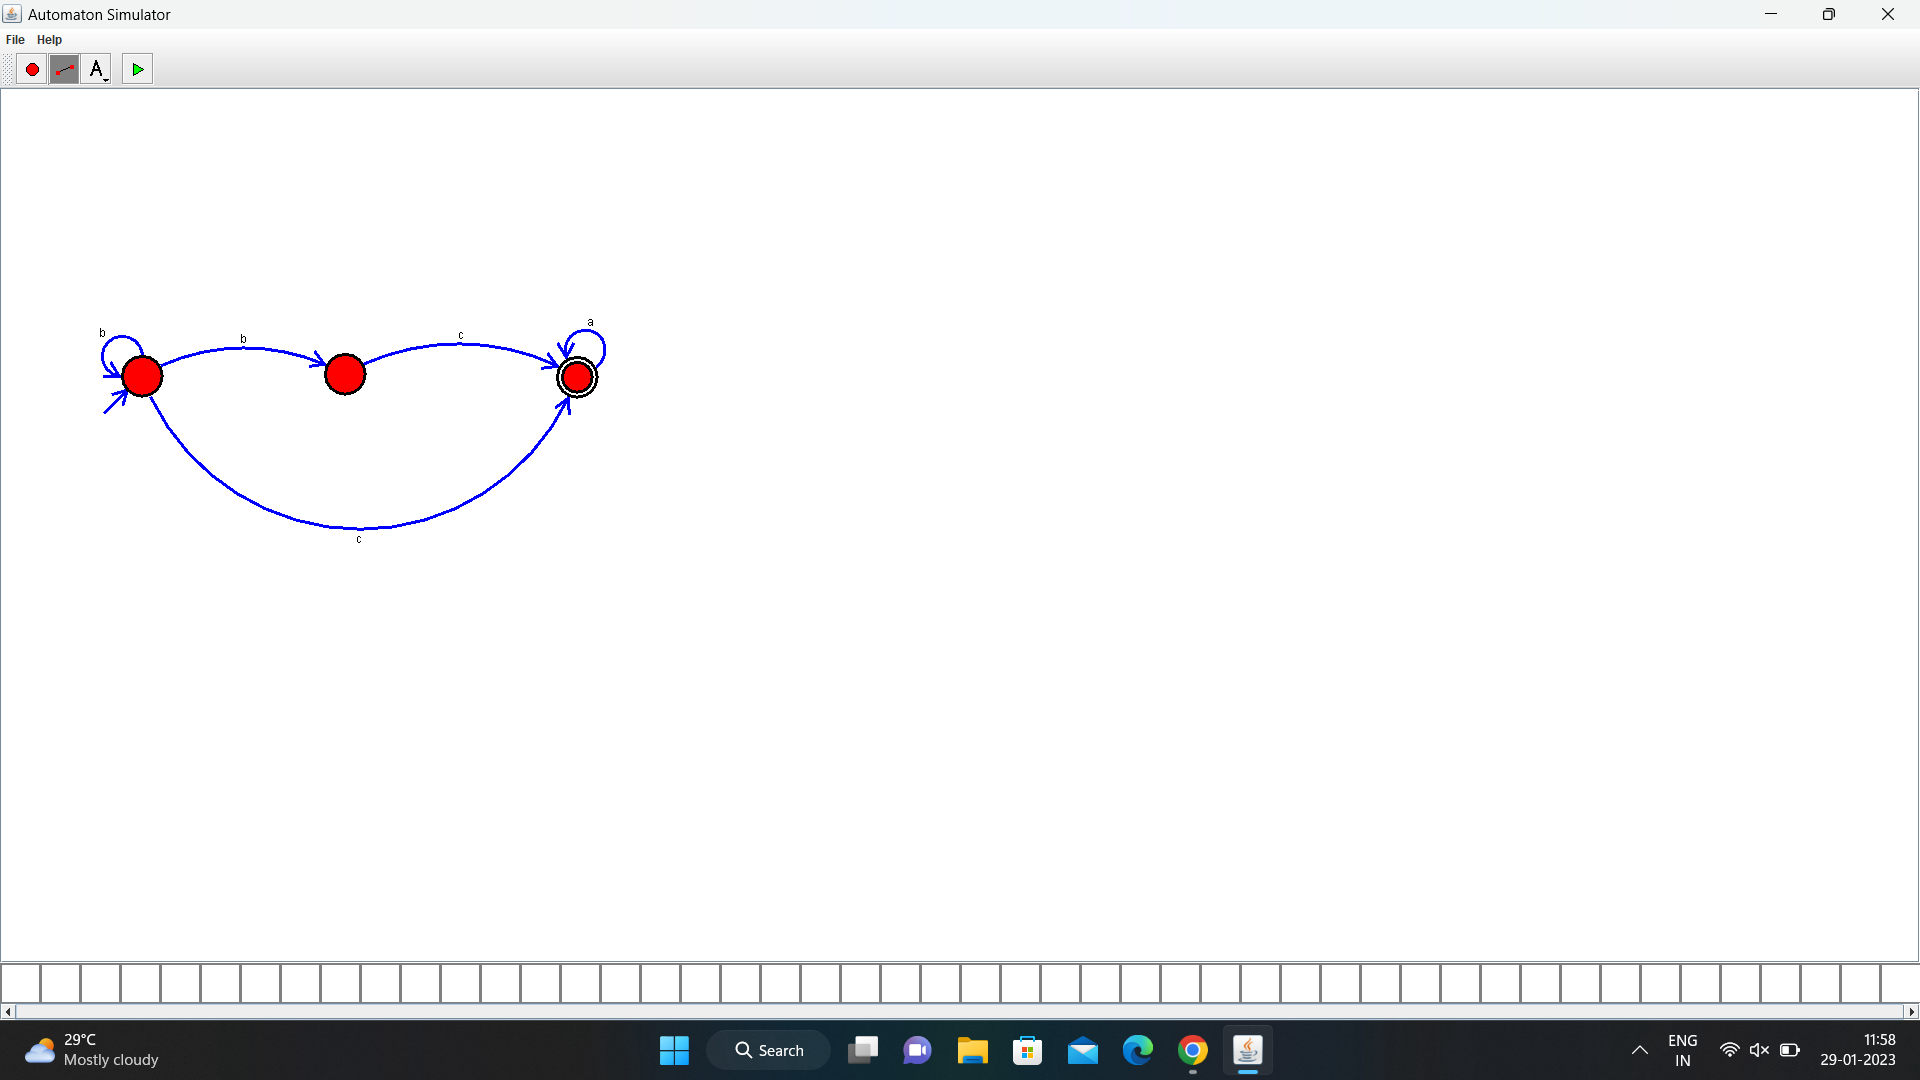 Automaton Simulator
File Help
A
b
b
c
a
c
29°C
Mostly cloudy
Search
ENG
IN
11:58
29-01-2023